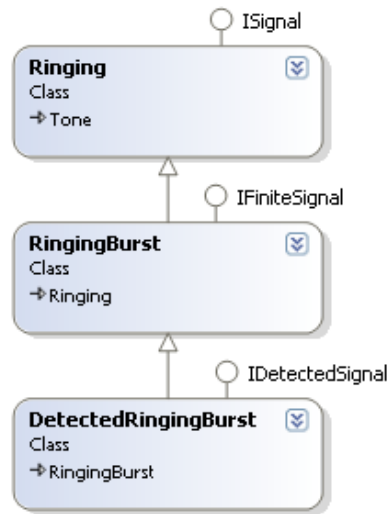 ISignal
Ringing
Class
Tone
IFiniteSignal
RingingBurst
Class
Ringing
IDetectedSignal
DetectedRingingBurst
Class
RingingBurst